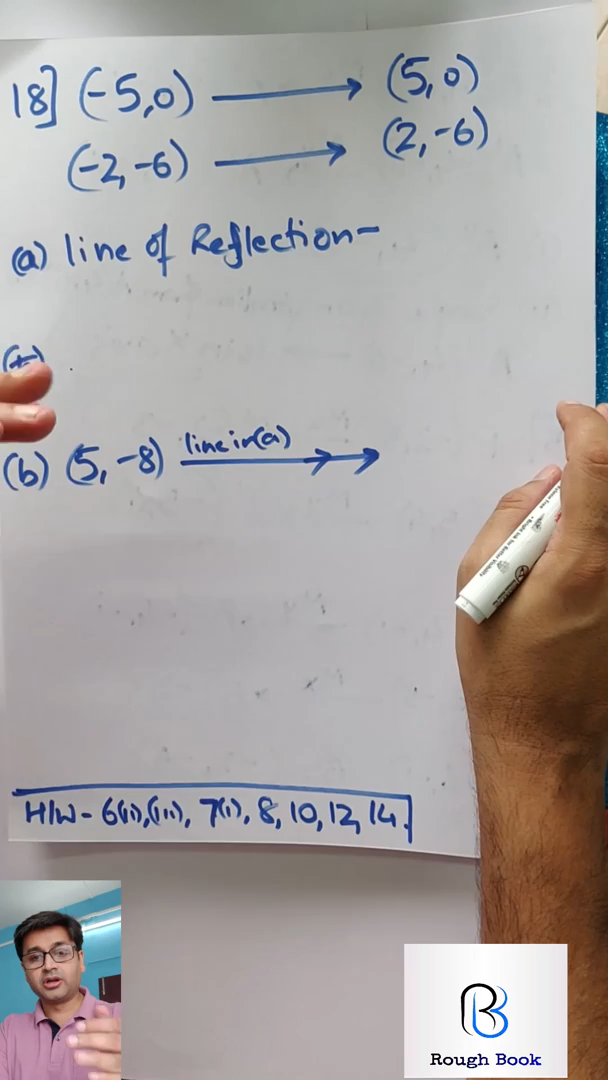 18] (-5,0) → (5,0)
(-2,-6) → (2,-6)
(a) line of Reflection-
(b) (5,-8) line in(a)
H/W - 6(ii),(iii), 7(i), 8, 10, 12, 14.
Rough Book